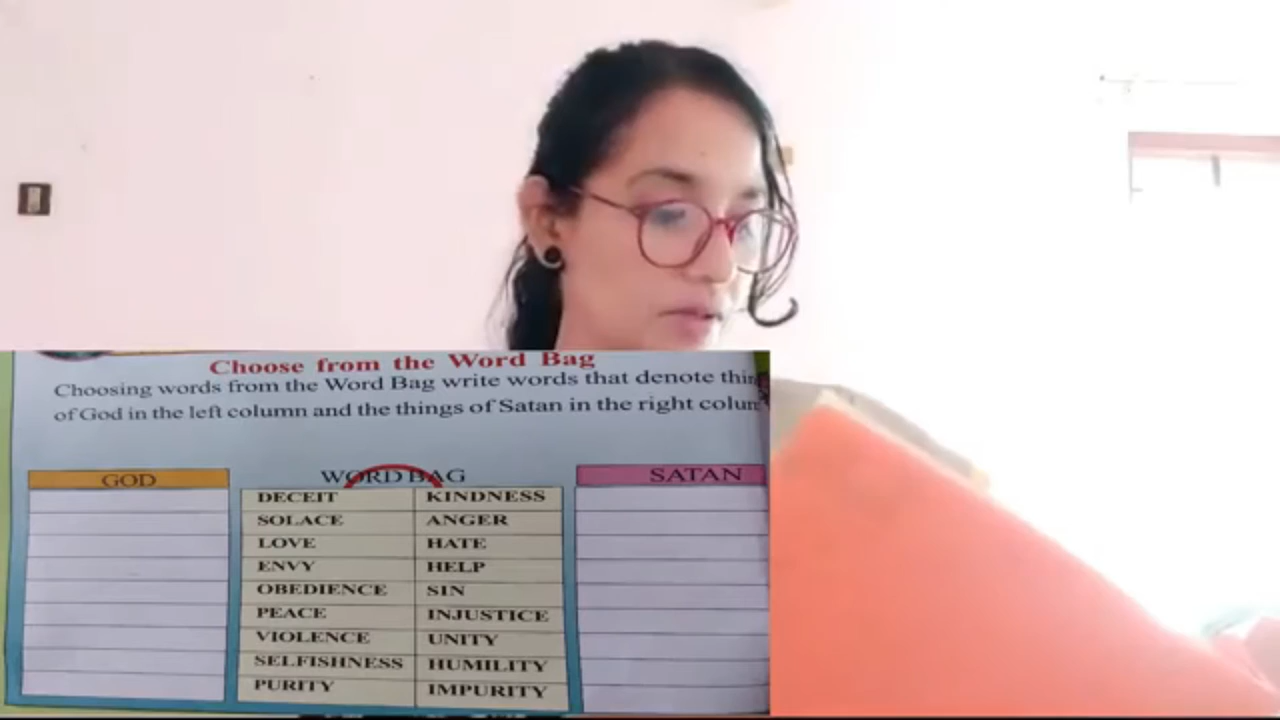 Choose from the Word Bag
Choosing words from the Word Bag write words that denote
of God in the left column and the things of Satan in the right
GOD
WORD BAG
SATAN
DECEIT KINDNESS
SOLACE ANGER
LOVE HATE
ENVY HELP
OBEDIENCE SIN
PEACE INJUSTICE
VIOLENCE UNITY
SELFISHNESS HUMILITY
PURITY IMPURITY